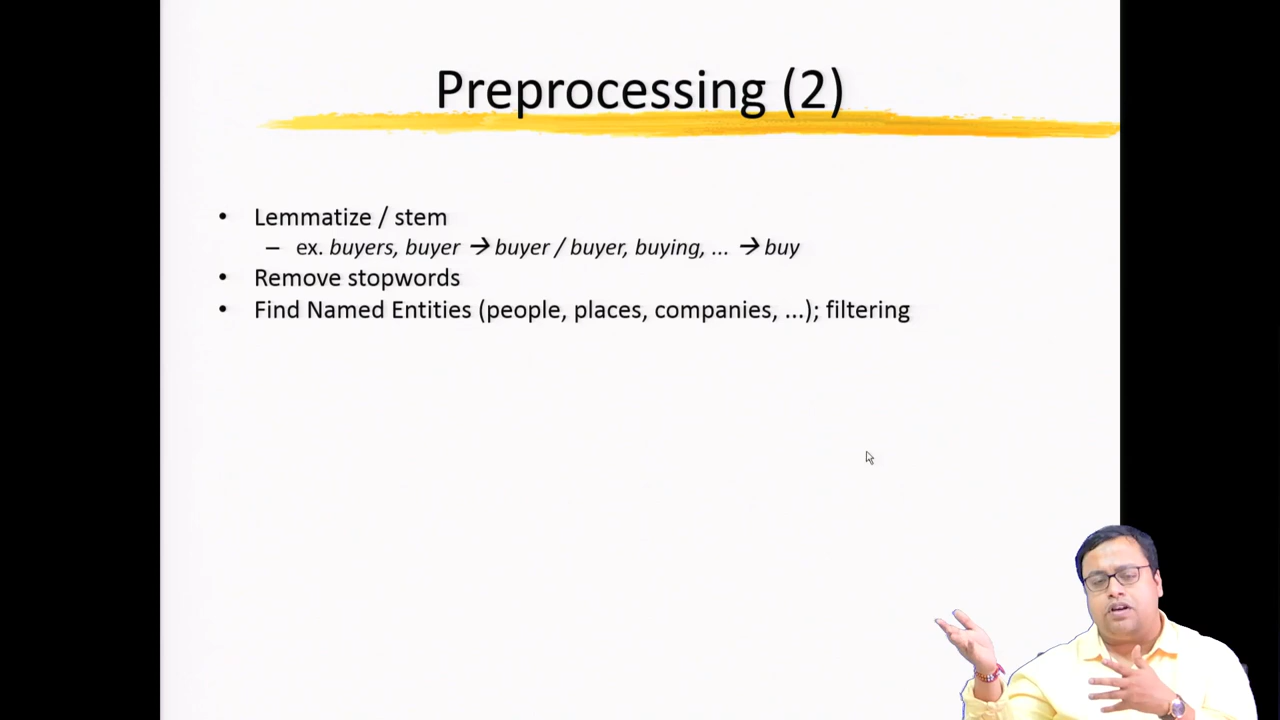 Preprocessing (2)
• Lemmatize / stem
– ex. buyers, buyer → buyer / buyer, buying, ... → buy
• Remove stopwords
• Find Named Entities (people, places, companies, ...); filtering